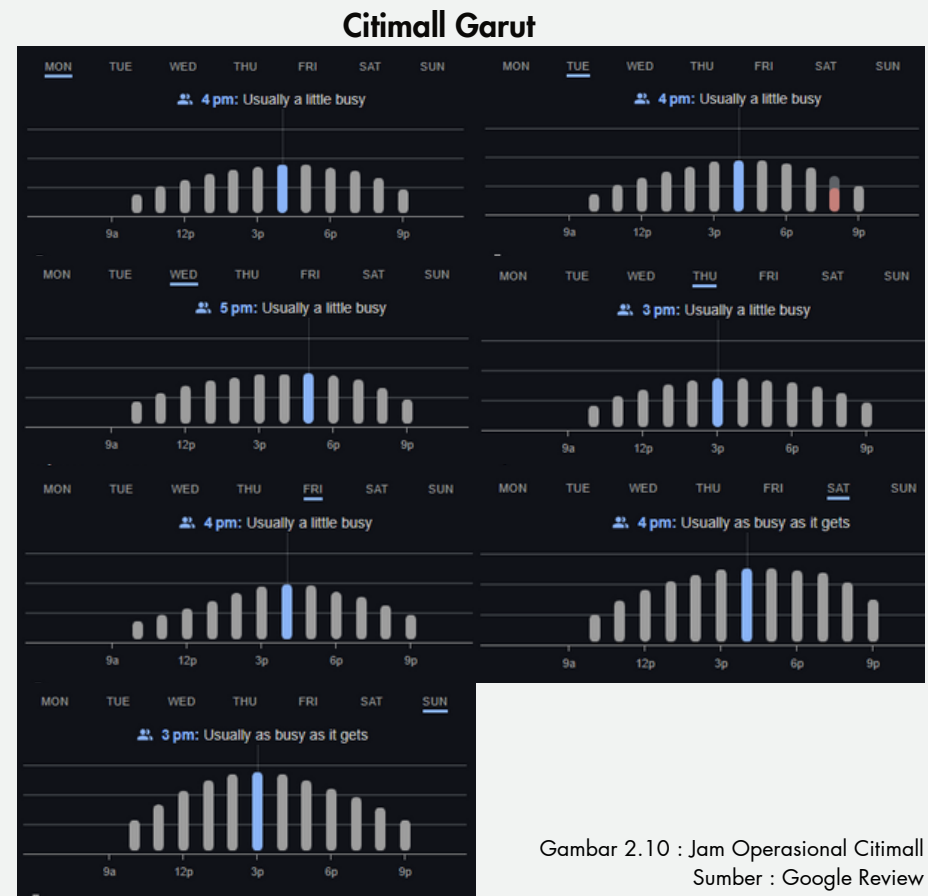 Citimall Garut
MON TUE WED THU FRI SAT SUN
4 pm: Usually a little busy
9a 12p 3p 6p 9p
MON TUE WED THU FRI SAT SUN
4 pm: Usually a little busy
9a 12p 3p 6p 9p
MON TUE WED THU FRI SAT SUN
5 pm: Usually a little busy
9a 12p 3p 6p 9p
MON TUE WED THU FRI SAT SUN
3 pm: Usually a little busy
9a 12p 3p 6p 9p
MON TUE WED THU FRI SAT SUN
4 pm: Usually a little busy
9a 12p 3p 6p 9p
MON TUE WED THU FRI SAT SUN
4 pm: Usually as busy as it gets
9a 12p 3p 6p 9p
MON TUE WED THU FRI SAT SUN
3 pm: Usually as busy as it gets
9a 12p 3p 6p 9p
Gambar 2.10 : Jam Operasional Citimall
Sumber : Google Review